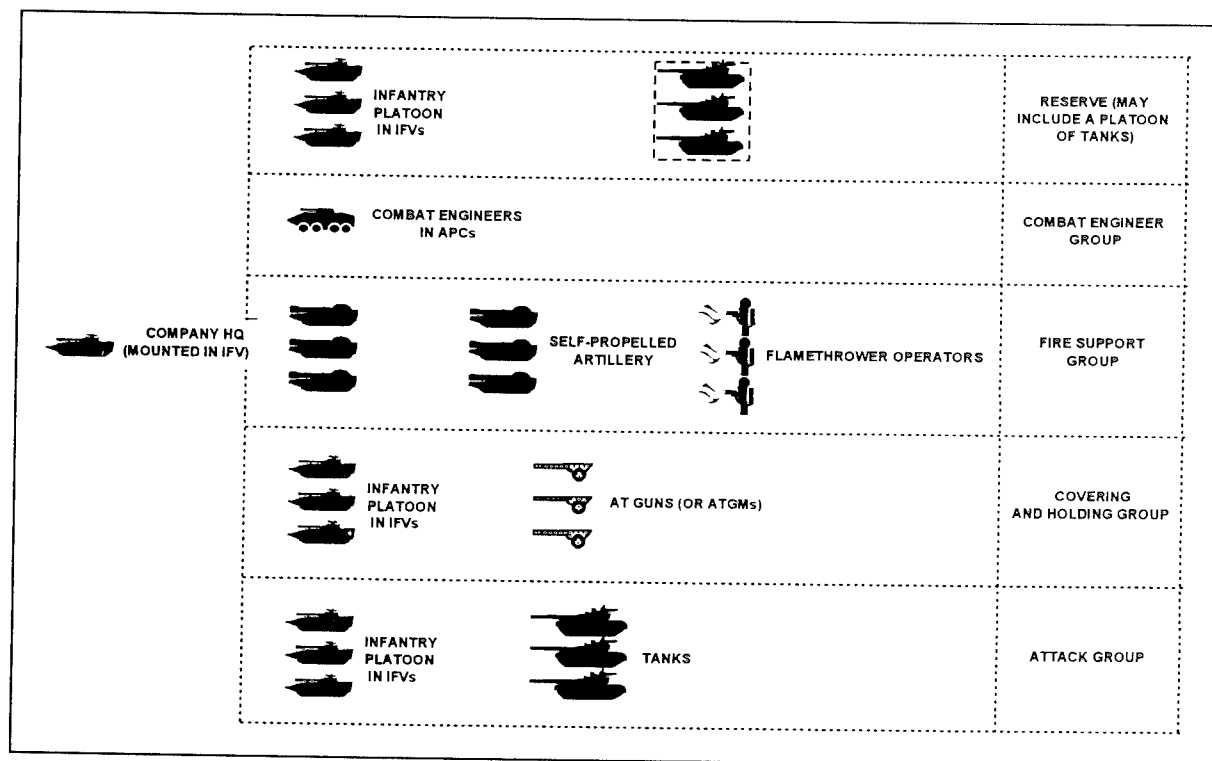 INFANTRY
PLATOON
IN IFVs
RESERVE (MAY
INCLUDE A PLATOON
OF TANKS)
COMBAT ENGINEERS
IN APCs
COMBAT ENGINEER
GROUP
COMPANY HQ
(MOUNTED IN IFV)
SELF-PROPELLED
ARTILLERY
FLAMETHROWER OPERATORS
FIRE SUPPORT
GROUP
INFANTRY
PLATOON
IN IFVs
AT GUNS (OR ATGMs)
COVERING
AND HOLDING GROUP
INFANTRY
PLATOON
IN IFVs
TANKS
ATTACK GROUP